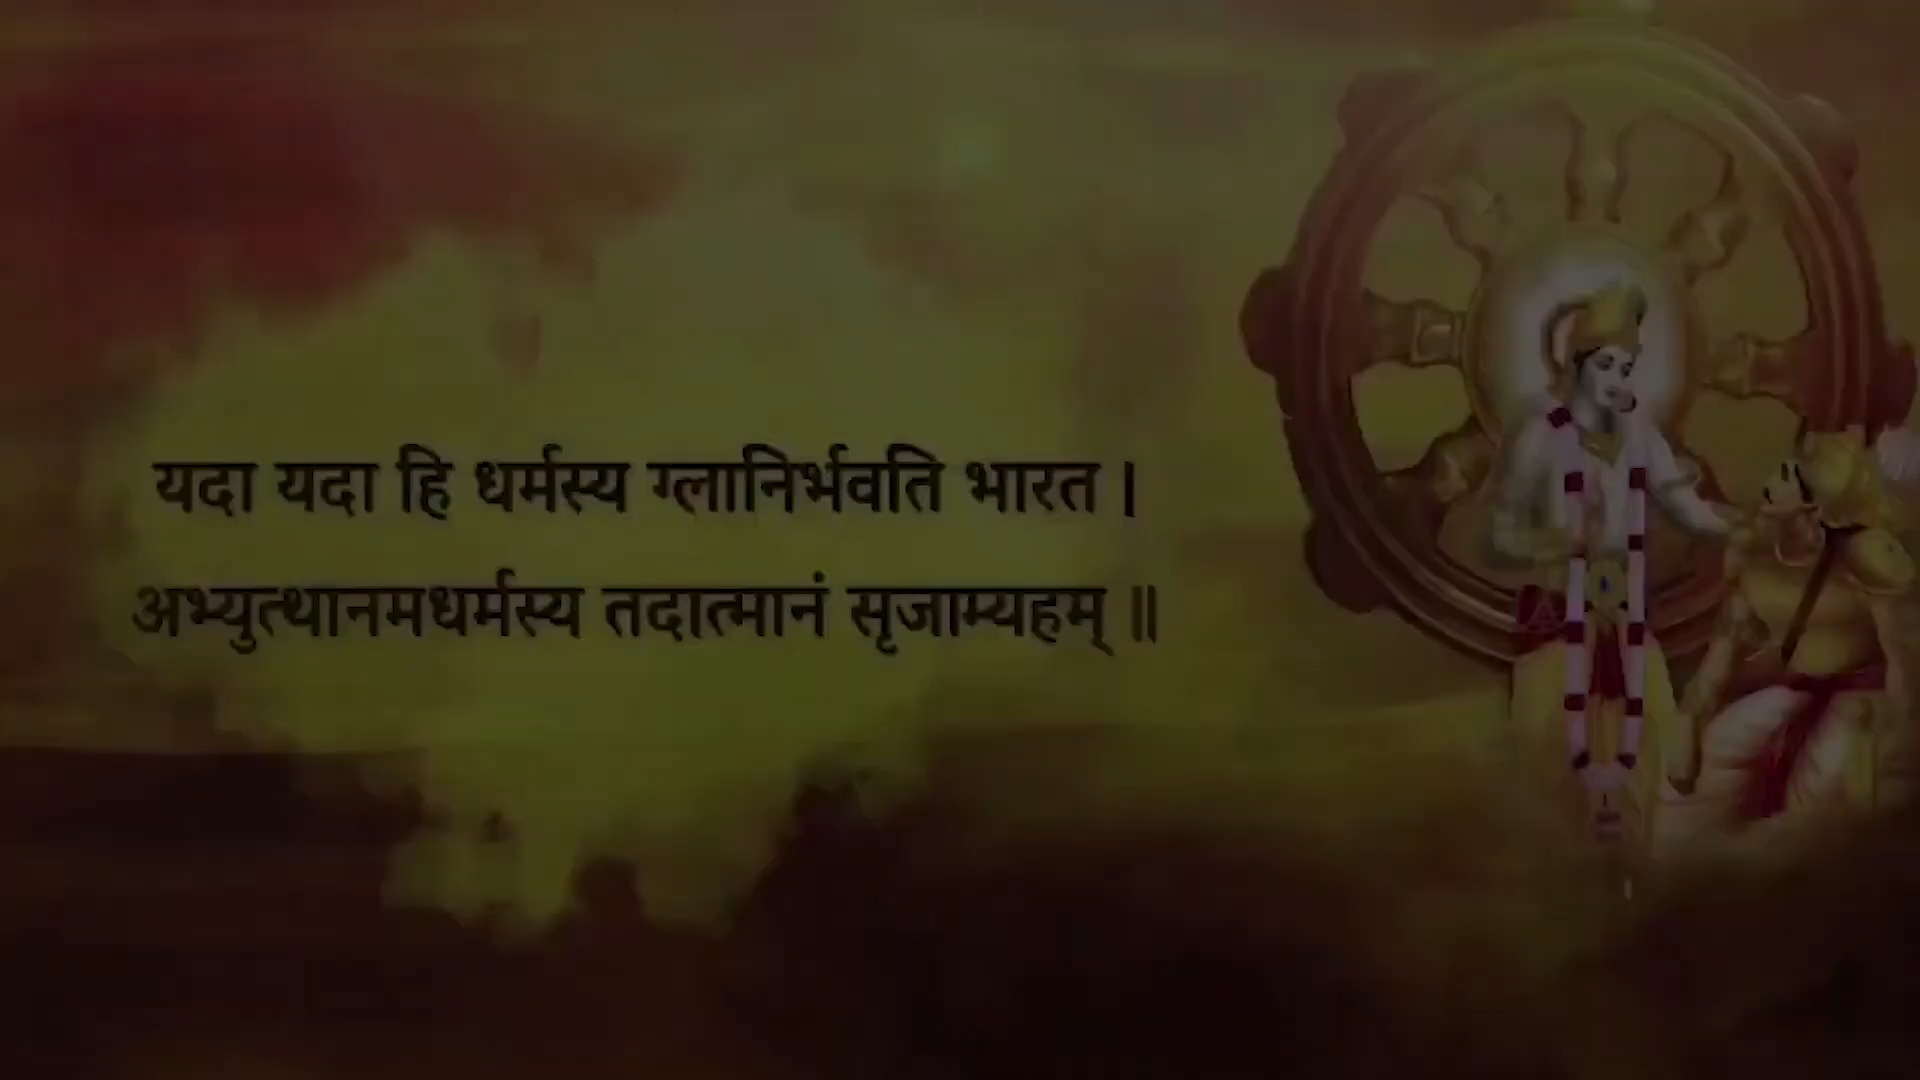 यदा यदा हि धर्मस्य ग्लानिर्भवति भारत ।
अभ्युत्थानमधर्मस्य तदात्मानं सृजाम्यहम् ॥